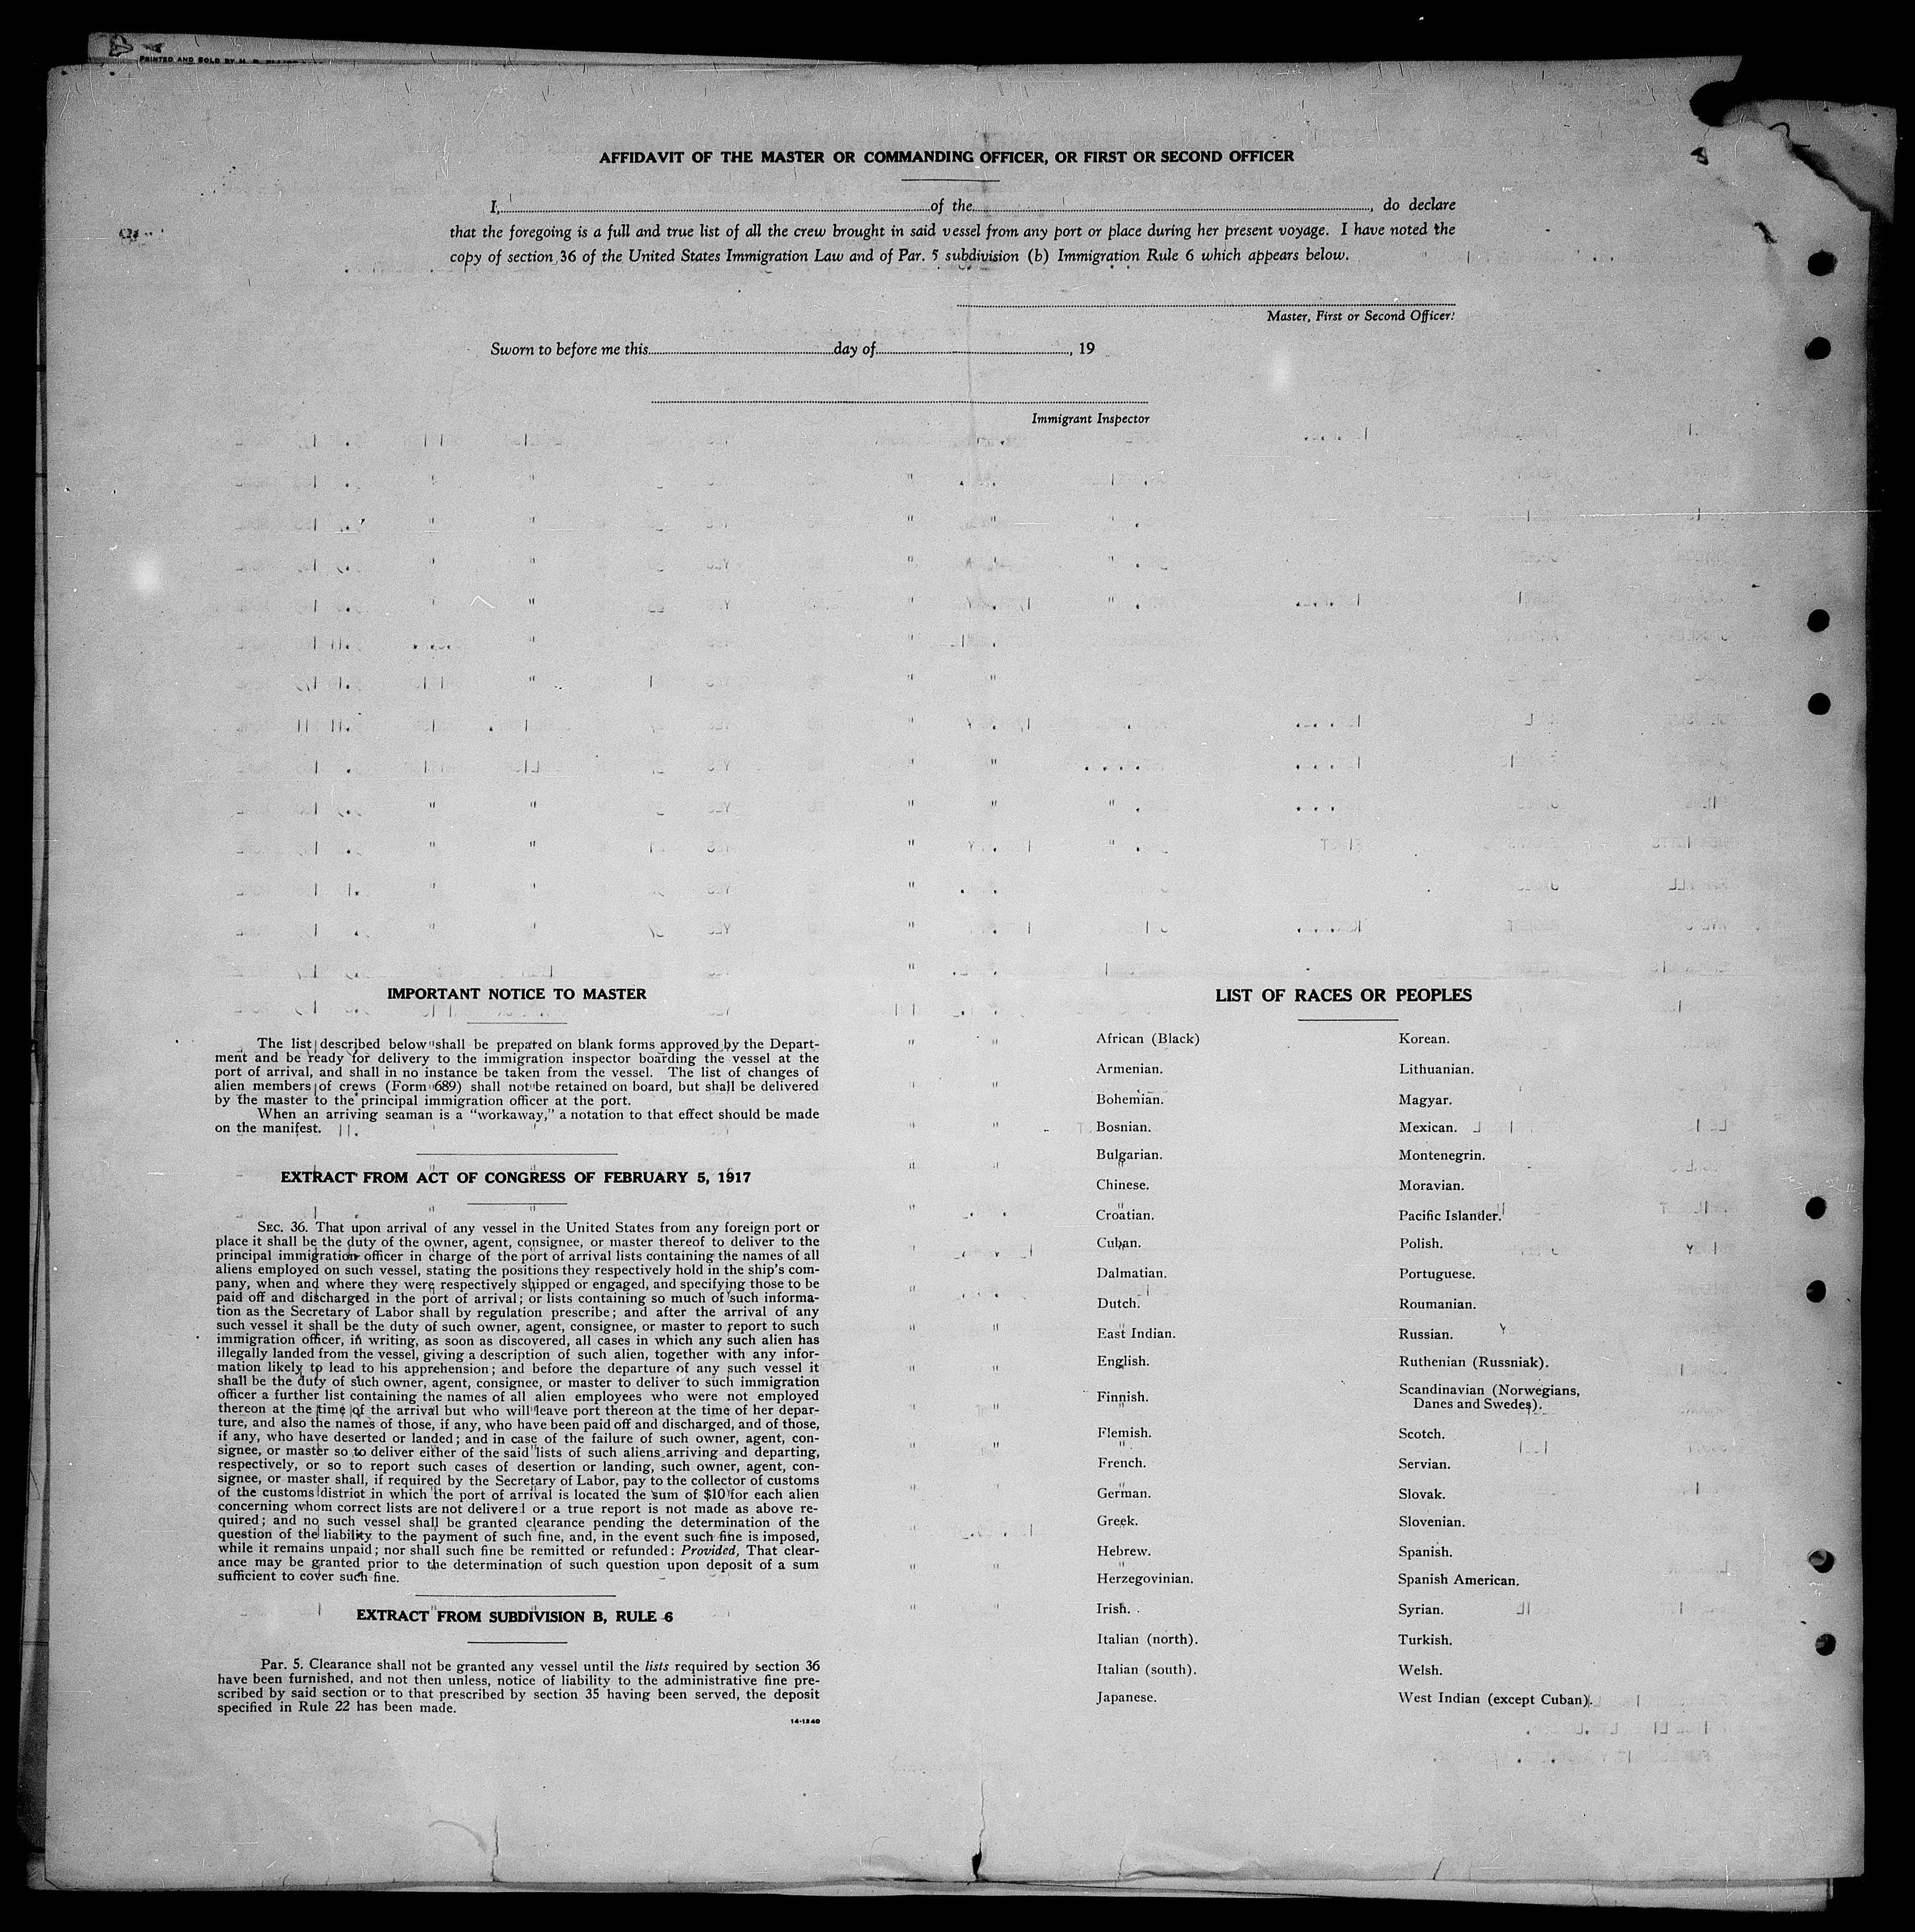 PRINTED AND SOLD BY
AFFIDAVIT OF THE MASTER OR COMMANDING OFFICER, OR FIRST OR SECOND OFFICER
I, of the , do declare
that the foregoing is a full and true list of all the crew brought in said vessel from any port or place during her present voyage. I have noted the
copy of section 36 of the United States Immigration Law and of Par. 5 subdivision (b) Immigration Rule 6 which appears below.
Master, First or Second Officer.
Sworn to before me this day of , 19
Immigrant Inspector
IMPORTANT NOTICE TO MASTER
The list described below shall be prepared on blank forms approved by the Depart-
ment and be ready for delivery to the immigration inspector boarding the vessel at the
port of arrival, and shall in no instance be taken from the vessel. The list of changes of
alien members of crews (Form 689) shall not be retained on board, but shall be delivered
by the master to the principal immigration officer at the port.
When an arriving seaman is a "workaway," a notation to that effect should be made
on the manifest.
EXTRACT FROM ACT OF CONGRESS OF FEBRUARY 5, 1917
SEC. 36. That upon arrival of any vessel in the United States from any foreign port or
place it shall be the duty of the owner, agent, consignee, or master thereof to deliver to the
principal immigration officer in charge of the port of arrival lists containing the names of all
aliens employed on such vessel, stating the positions they respectively hold in the ship's com-
pany, when and where they were respectively shipped or engaged, and specifying those to be
paid off and discharged in the port of arrival; or lists containing so much of such informa-
tion as the Secretary of Labor shall by regulation prescribe; and after the arrival of any
such vessel it shall be the duty of such owner, agent, consignee, or master to report to such
immigration officer, in writing, as soon as discovered, all cases in which any such alien has
illegally landed from the vessel, giving a description of such alien, together with any infor-
mation likely to lead to his apprehension; and before the departure of any such vessel it
shall be the duty of such owner, agent, consignee, or master to deliver to such immigration
officer a further list containing the names of all alien employees who were not employed
thereon at the time of the arrival but who will leave port thereon at the time of her depar-
ture, and also the names of those, if any, who have been paid off and discharged, and of those,
if any, who have deserted or landed; and in case of the failure of such owner, agent, con-
signee, or master so to deliver either of the said lists of such aliens arriving and departing,
respectively, or so to report such cases of desertion or landing, such owner, agent, con-
signee, or master shall, if required by the Secretary of Labor, pay to the collector of customs
of the customs district in which the port of arrival is located the sum of $10 for each alien
concerning whom correct lists are not delivered or a true report is not made as above re-
quired; and no such vessel shall be granted clearance pending the determination of the
question of the liability to the payment of such fine, and, in the event such fine is imposed,
while it remains unpaid; nor shall such fine be remitted or refunded: Provided, That clear-
ance may be granted prior to the determination of such question upon deposit of a sum
sufficient to cover such fine.
EXTRACT FROM SUBDIVISION B, RULE 6
Par. 5. Clearance shall not be granted any vessel until the lists required by section 36
have been furnished, and not then unless, notice of liability to the administrative fine pre-
scribed by said section or to that prescribed by section 35 having been served, the deposit
specified in Rule 22 has been made.
14-1240
LIST OF RACES OR PEOPLES
African (Black)
Armenian.
Bohemian.
Bosnian.
Bulgarian.
Chinese.
Croatian.
Cuban.
Dalmatian.
Dutch.
East Indian.
English.
Finnish.
Flemish.
French.
German.
Greek.
Hebrew.
Herzegovinian.
Irish.
Italian (north).
Italian (south).
Japanese.
Korean.
Lithuanian.
Magyar.
Mexican.
Montenegrin.
Moravian.
Pacific Islander.
Polish.
Portuguese.
Roumanian.
Russian.
Ruthenian (Russniak).
Scandinavian (Norwegians,
Danes and Swedes).
Scotch.
Servian.
Slovak.
Slovenian.
Spanish.
Spanish American.
Syrian.
Turkish.
Welsh.
West Indian (except Cuban).